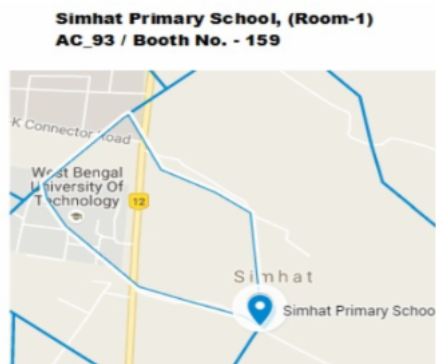 Simhat Primary School, (Room-1)
AC_93 / Booth No. - 159
-K Connector Road
West Bengal
University Of
Technology
12
Simhat
Simhat Primary Schoo